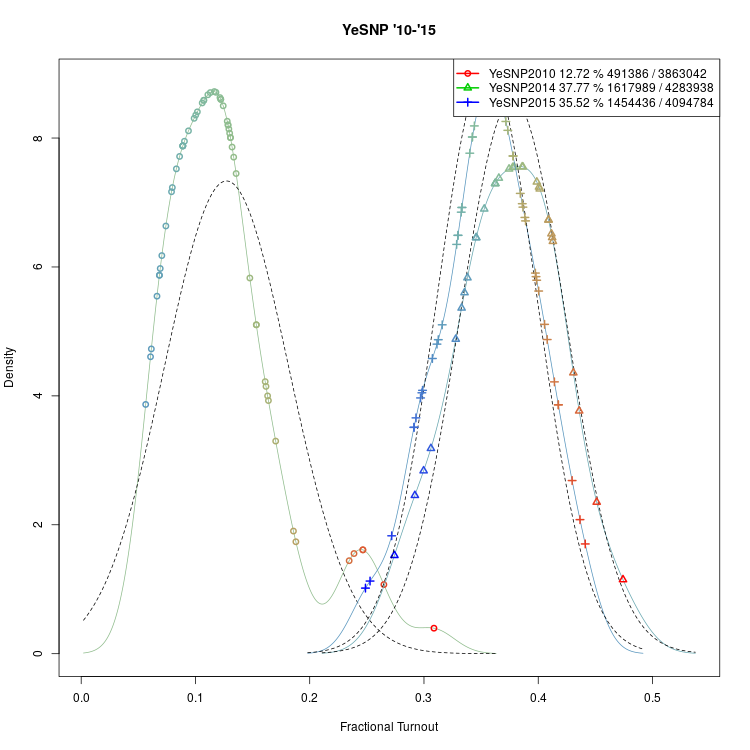 YeSNP '10-'15
YeSNP2010 12.72 % 491386 / 3863042
YeSNP2014 37.77 % 1617989 / 4283938
YeSNP2015 35.52 % 1454436 / 4094784
Density
8
6
4
2
0
0.0 0.1 0.2 0.3 0.4 0.5
Fractional Turnout